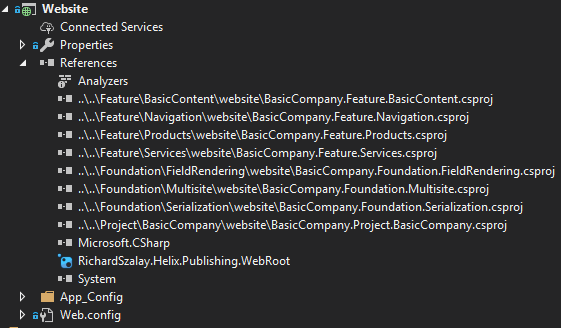 Website
Connected Services
Properties
References
Analyzers
..\..\Feature\BasicContent\website\BasicCompany.Feature.BasicContent.csproj
..\..\Feature\Navigation\website\BasicCompany.Feature.Navigation.csproj
..\..\Feature\Products\website\BasicCompany.Feature.Products.csproj
..\..\Feature\Services\website\BasicCompany.Feature.Services.csproj
..\..\Foundation\FieldRendering\website\BasicCompany.Foundation.FieldRendering.csproj
..\..\Foundation\Multisite\website\BasicCompany.Foundation.Multisite.csproj
..\..\Foundation\Serialization\website\BasicCompany.Foundation.Serialization.csproj
..\..\Project\BasicCompany\website\BasicCompany.Project.BasicCompany.csproj
Microsoft.CSharp
RichardSzalay.Helix.Publishing.WebRoot
System
App_Config
Web.config